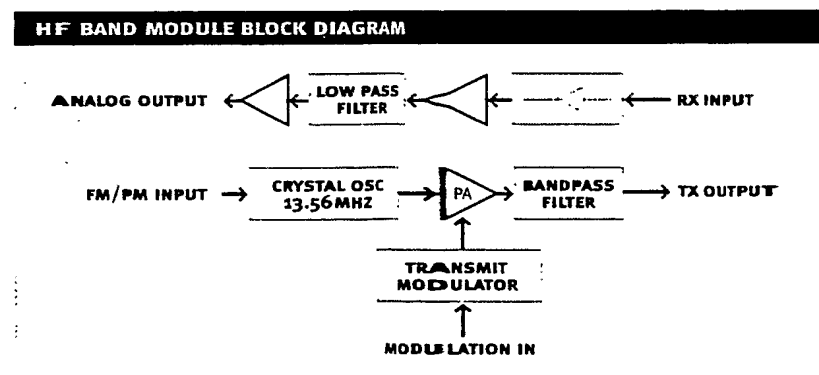 HF BAND MODULE BLOCK DIAGRAM
ANALOG OUTPUT
LOW PASS
FILTER
RX INPUT
FM/PM INPUT
CRYSTAL OSC
13.56MHZ
PA
BANDPASS
FILTER
TX OUTPUT
TRANSMIT
MODULATOR
MODULATION IN